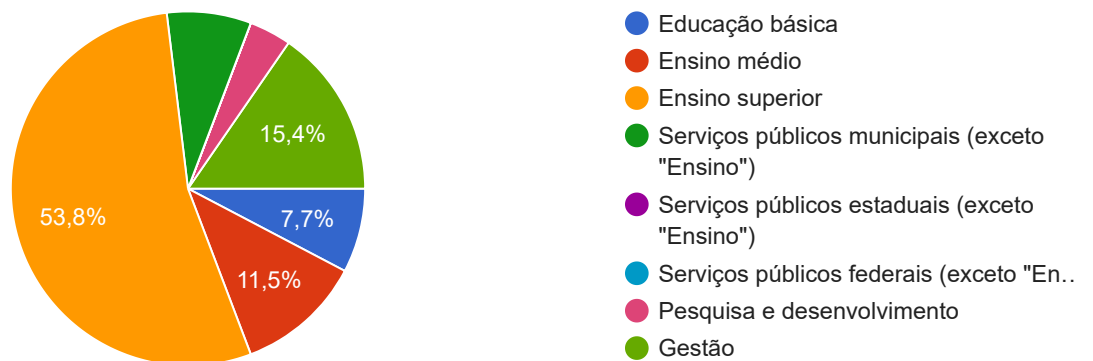 15,4%
7,7%
53,8%
11,5%
Educação básica
Ensino médio
Ensino superior
Serviços públicos municipais (exceto
"Ensino")
Serviços públicos estaduais (exceto
"Ensino")
Serviços públicos federais (exceto "En…
Pesquisa e desenvolvimento
Gestão